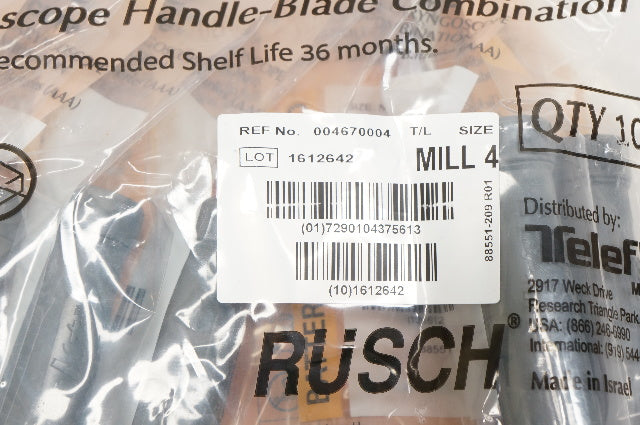 scope Handle-Blade Combination
ecommended Shelf Life 36 months.
(AAA)
REF No. 004670004 T/L SIZE
LOT 1612642 MILL 4
(01)7290104375613
(10)1612642
88551-209 R01
QTY 10
Distributed by:
Telef
2917 Weck Drive
Research Triangle Park
USA: (866) 246-6990
International: (919) 544
Made in Israel
RUSCH®